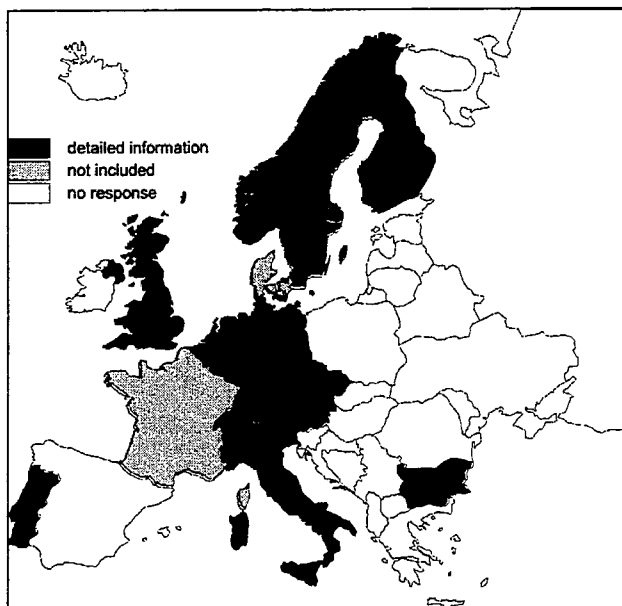 detailed information
not included
no response